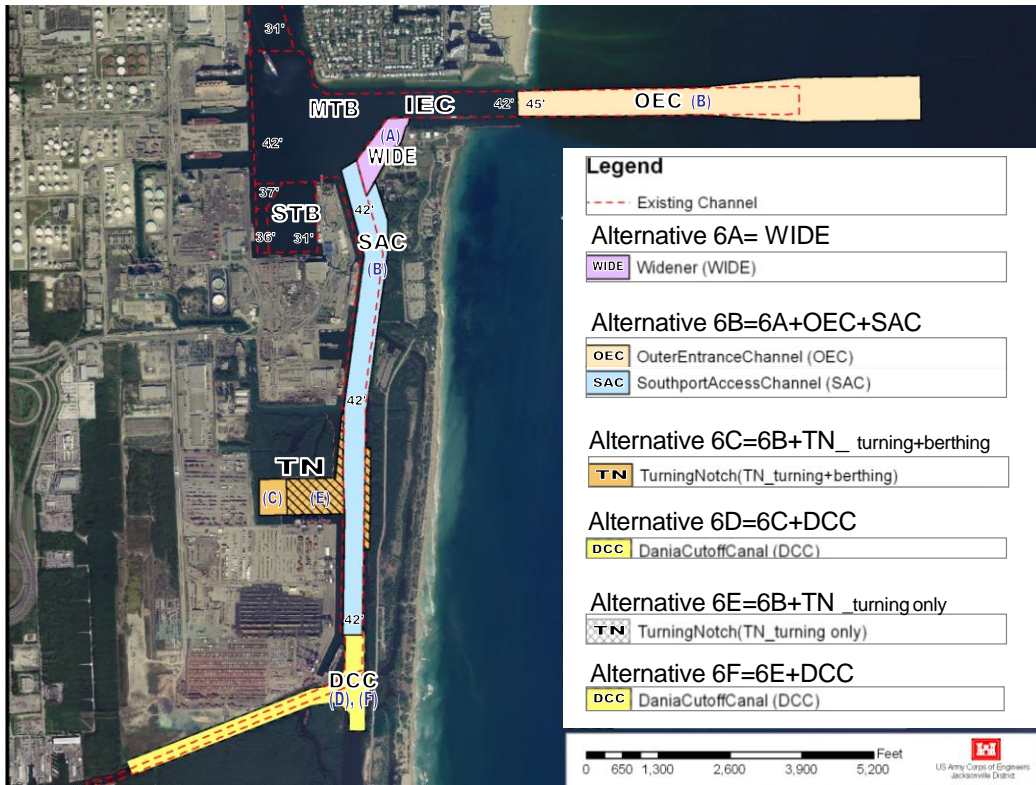 31'
MTB
IEC
42'
45'
OEC (B)
(A)
WIDE
42'
37'
STB
36'
31'
42'
SAC
(B)
42'
TN
(C)
(E)
42'
DCC
(D), (F)
Legend
Existing Channel
Alternative 6A= WIDE
WIDE Widener (WIDE)
Alternative 6B=6A+OEC+SAC
OEC OuterEntranceChannel (OEC)
SAC SouthportAccessChannel (SAC)
Alternative 6C=6B+TN_ turning+berthing
TN TurningNotch(TN_turning+berthing)
Alternative 6D=6C+DCC
DCC DaniaCutoffCanal (DCC)
Alternative 6E=6B+TN _turning only
TN TurningNotch(TN_turning only)
Alternative 6F=6E+DCC
DCC DaniaCutoffCanal (DCC)
Feet
0 650 1,300 2,600 3,900 5,200
US Army Corps of Engineers
Jacksonville District